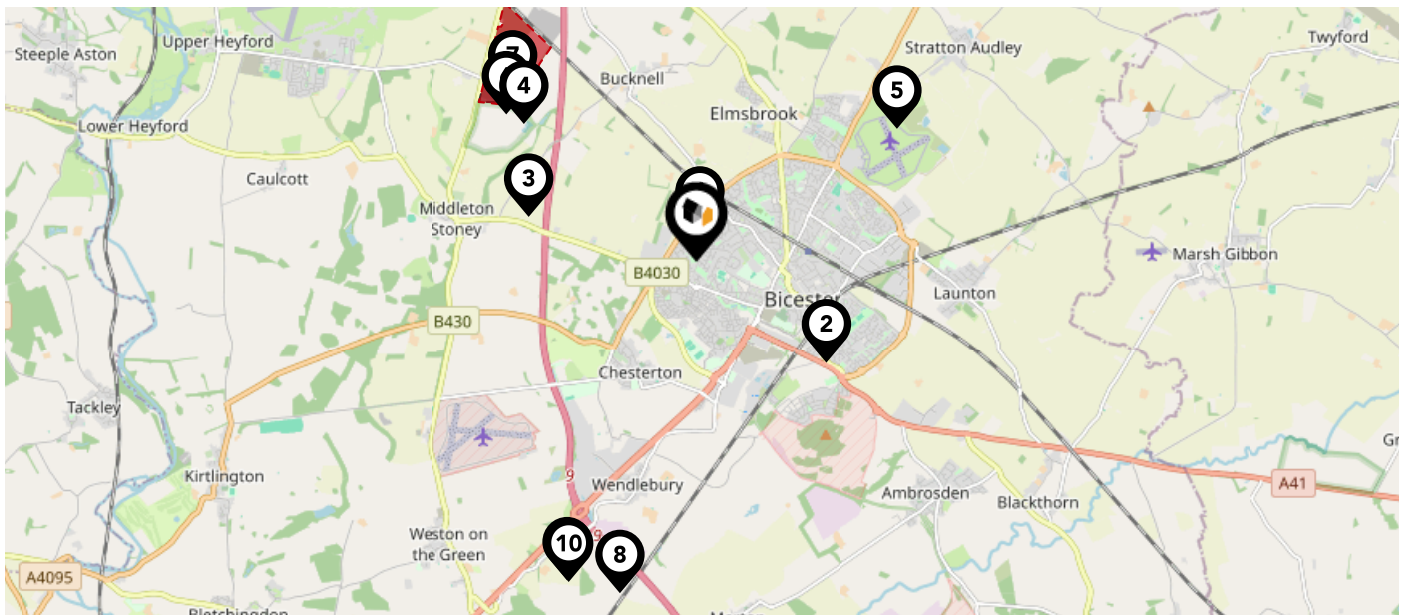 Steeple Aston
Upper Heyford
7
4
Bucknell
Stratton Audley
Twyford
5
Elmsbrook
Lower Heyford
Caulcott
3
Middleton
Stoney
B4030
Marsh Gibbon
Launton
Bicester
2
B430
Chesterton
Tackley
Kirtlington
9
Wendlebury
A41
Ambrosden
Blackthorn
Weston on
the Green
10
9
8
A4095